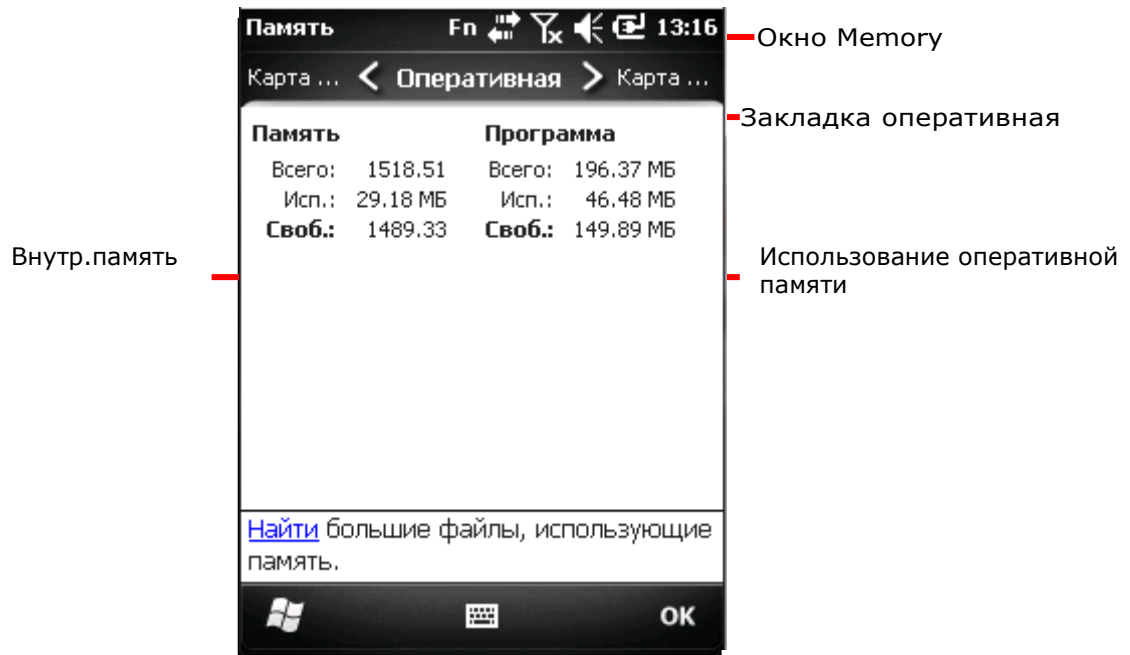 Память Fn 13:16
Окно Memory
Карта ... Оперативная Карта ...
Закладка оперативная
Память Программа
Всего: 1518.51 Всего: 196.37 МБ
Исп.: 29.18 МБ Исп.: 46.48 МБ
Своб.: 1489.33 Своб.: 149.89 МБ
Внутр.память
Использование оперативной
памяти
Найти большие файлы, использующие
память.
OK